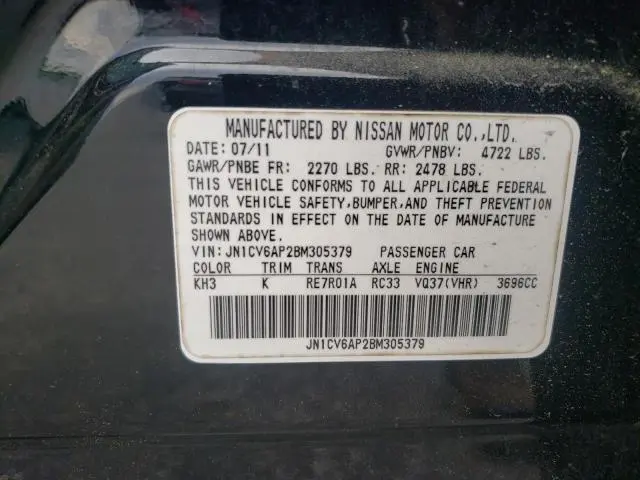 MANUFACTURED BY NISSAN MOTOR CO.,LTD.
DATE: 07/11 GVWR/PNBV: 4722 LBS.
GAWR/PNBE FR: 2270 LBS. RR: 2478 LBS.
THIS VEHICLE CONFORMS TO ALL APPLICABLE FEDERAL
MOTOR VEHICLE SAFETY,BUMPER,AND THEFT PREVENTION
STANDARDS IN EFFECT ON THE DATE OF MANUFACTURE
SHOWN ABOVE.
VIN: JN1CV6AP2BM305379 PASSENGER CAR
COLOR TRIM TRANS AXLE ENGINE
KH3 K RE7R01A RC33 VQ37(VHR) 3696CC
JN1CV6AP2BM305379